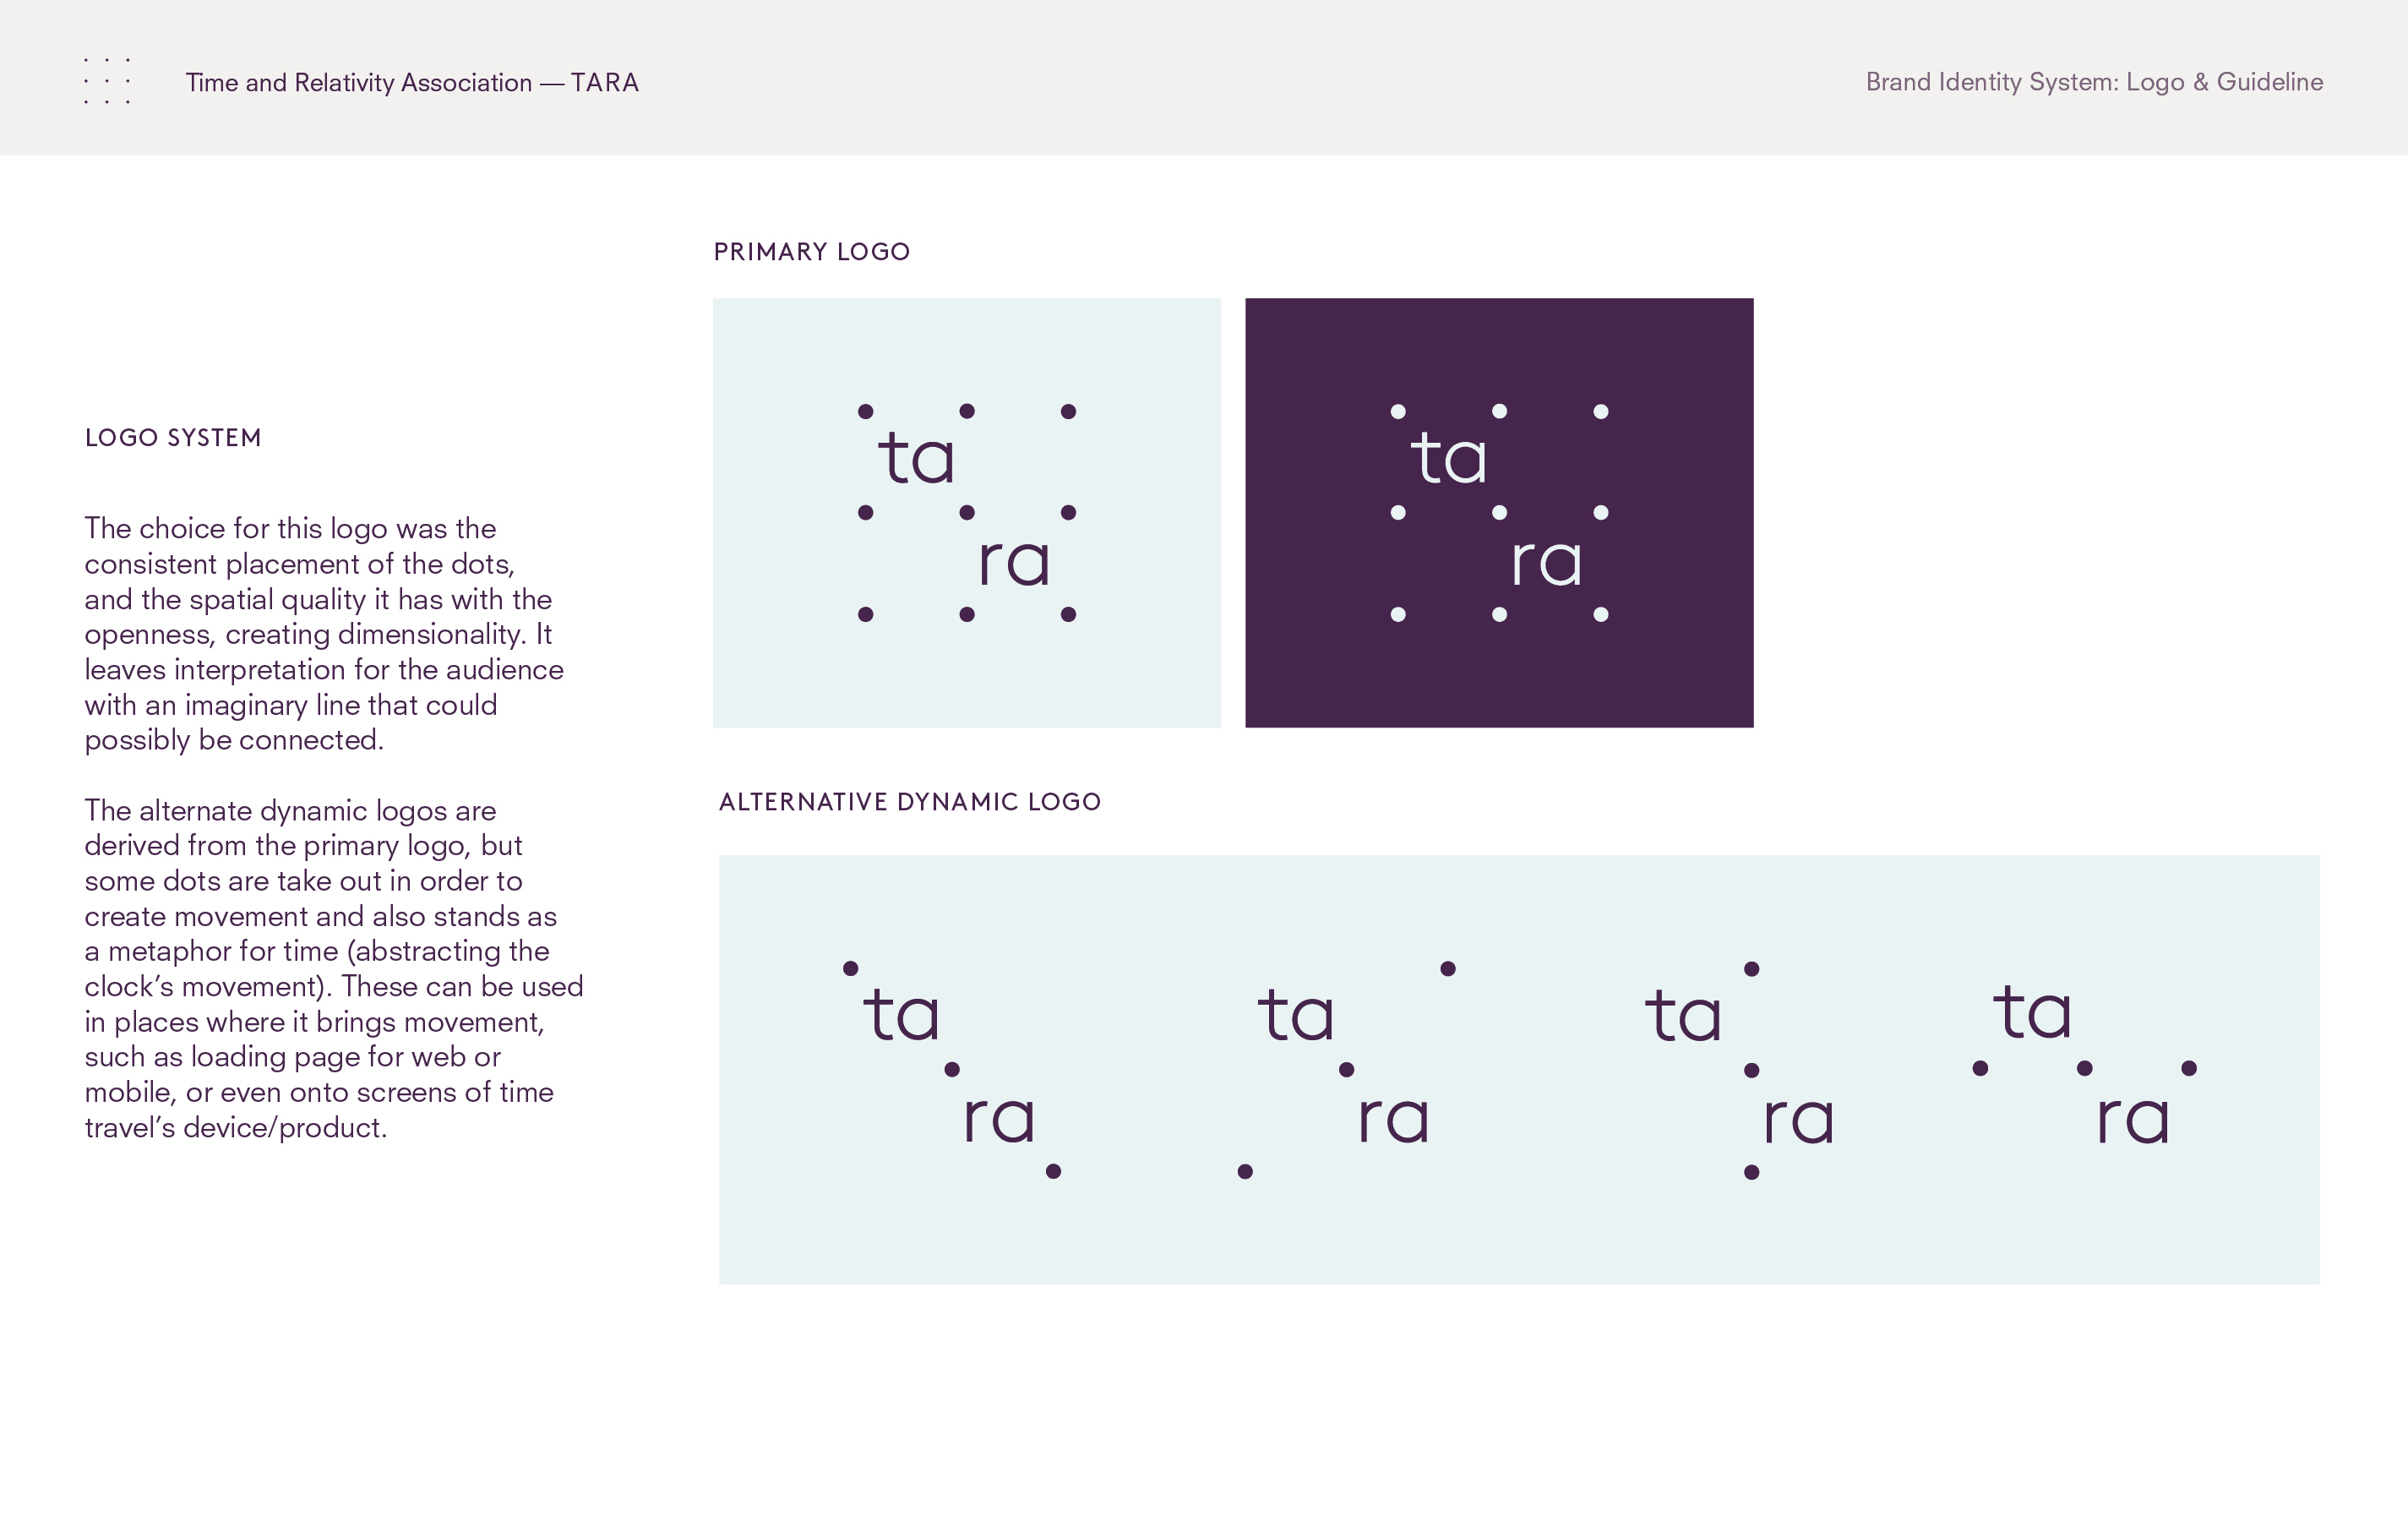 Time and Relativity Association — TARA
Brand Identity System: Logo & Guideline
LOGO SYSTEM
The choice for this logo was the
consistent placement of the dots,
and the spatial quality it has with the
openness, creating dimensionality. It
leaves interpretation for the audience
with an imaginary line that could
possibly be connected.
The alternate dynamic logos are
derived from the primary logo, but
some dots are take out in order to
create movement and also stands as
a metaphor for time (abstracting the
clock’s movement). These can be used
in places where it brings movement,
such as loading page for web or
mobile, or even onto screens of time
travel’s device/product.
PRIMARY LOGO
ta
ra
ta
ra
ALTERNATIVE DYNAMIC LOGO
ta
ra
ta
ra
ta
ra
ta
ra